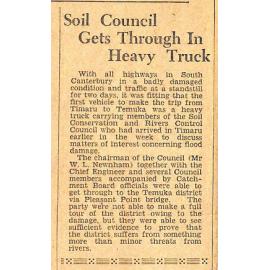 Soil Council
Gets Through In
Heavy Truck
With all highways in South
Canterbury in a badly damaged
condition and traffic at a standstill
for two days, it was fitting that the
first vehicle to make the trip from
Timaru to Temuka was a heavy
truck carrying members of the Soil
Conservation and Rivers Control
Council who had arrived in Timaru
earlier in the week to discuss
matters of interest concerning flood
damage.
The chairman of the Council (Mr
W. L. Newnham) together with the
Chief Engineer and several Council
members accompanied by Catch-
ment Board officials were able to
get through to the Temuka district
via Pleasant Point bridge. The
party were not able to make a full
tour of the district owing to the
damage, but they were able to see
sufficient evidence to prove that
the district suffers from something
more than minor threats from
rivers.